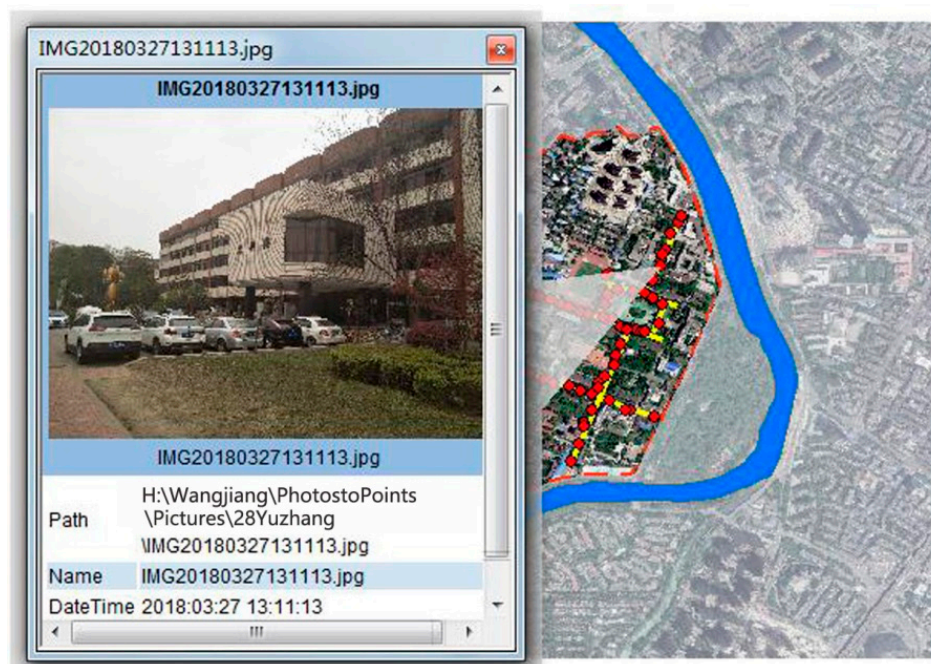 IMG20180327131113.jpg
IMG20180327131113.jpg
IMG20180327131113.jpg
Path
H:\Wangjiang\PhotostoPoints
\Pictures\28Yuzhang
\IMG20180327131113.jpg
Name IMG20180327131113.jpg
DateTime 2018:03:27 13:11:13